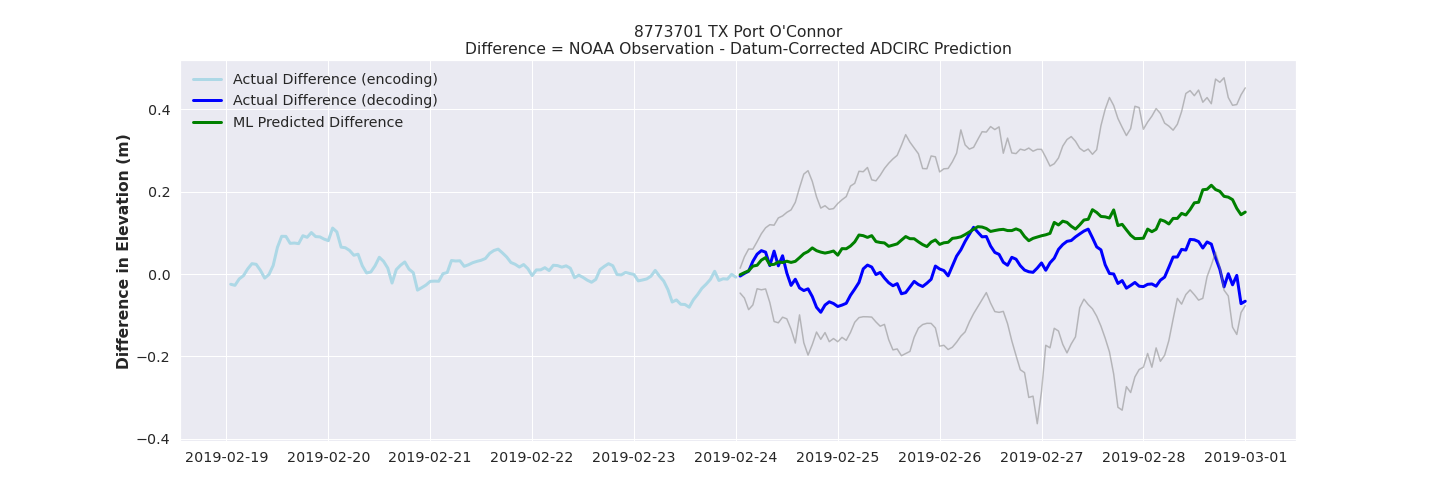 8773701 TX Port O'Connor
Difference = NOAA Observation - Datum-Corrected ADCIRC Prediction
Actual Difference (encoding)
Actual Difference (decoding)
ML Predicted Difference
Difference in Elevation (m)
0.4
0.2
0.0
−0.2
−0.4
2019-02-19 2019-02-20 2019-02-21 2019-02-22 2019-02-23 2019-02-24 2019-02-25 2019-02-26 2019-02-27 2019-02-28 2019-03-01